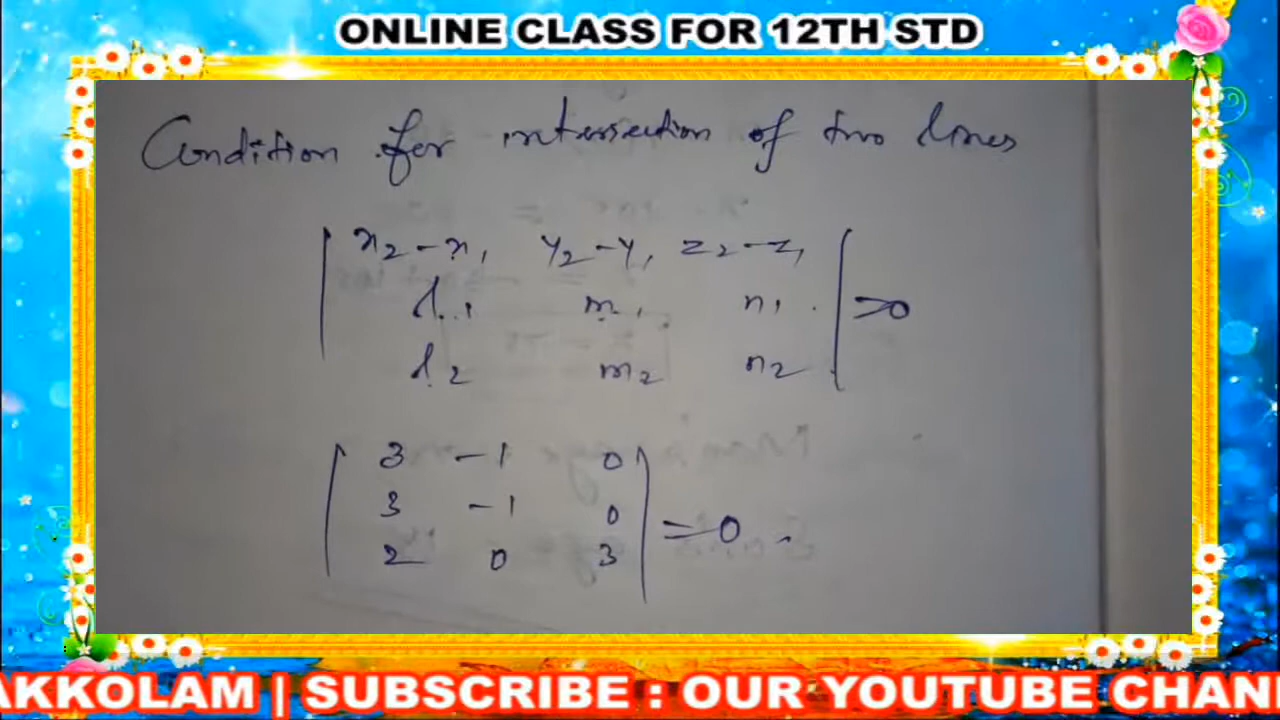 ONLINE CLASS FOR 12TH STD
Condition for intersection of two lines
| x2-x1 y2-y1 z2-z1 |
| l1 m1 n1 | =0
| l2 m2 n2 |
| 3 -1 0 |
| 3 -1 0 | =0.
| 2 0 3 |
AKKOLAM | SUBSCRIBE : OUR YOUTUBE CHAN